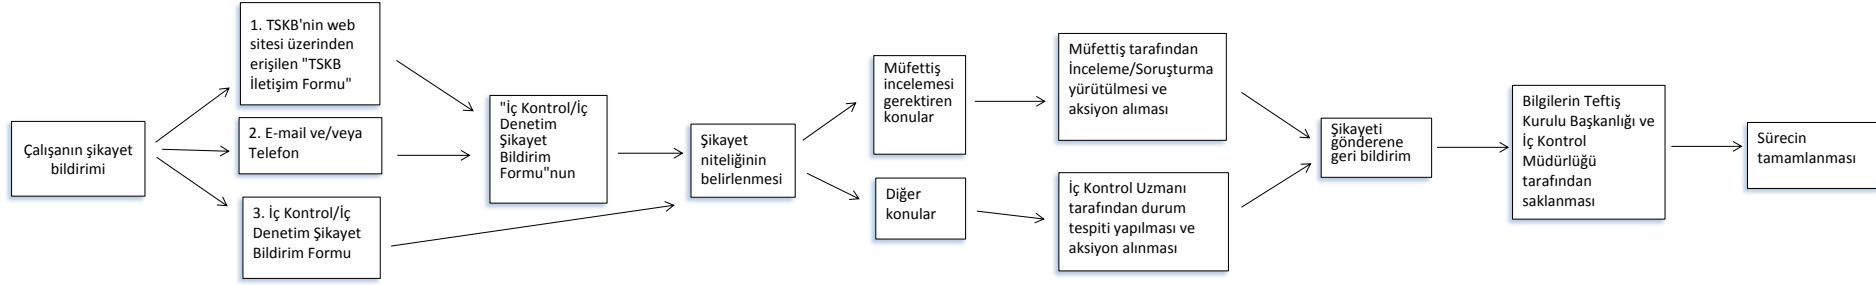 Çalışanın şikayet
bildirimi
1. TSKB'nin web
sitesi üzerinden
erişilen "TSKB
İletişim Formu"
2. E-mail ve/veya
Telefon
3. İç Kontrol/İç
Denetim Şikayet
Bildirim Formu
"İç Kontrol/İç
Denetim
Şikayet
Bildirim
Formu"nun
Şikayet
niteliğinin
belirlenmesi
Müfettiş
incelemesi
gerektiren
konular
Diğer
konular
Müfettiş tarafından
İnceleme/Soruşturma
yürütülmesi ve
aksiyon alıması
İç Kontrol Uzmanı
tarafından durum
tespiti yapılması ve
aksiyon alınması
Şikayeti
gönderene
geri bildirim
Bilgilerin Teftiş
Kurulu Başkanlığı ve
İç Kontrol
Müdürlüğü
tarafından
saklanması
Sürecin
tamamlanması